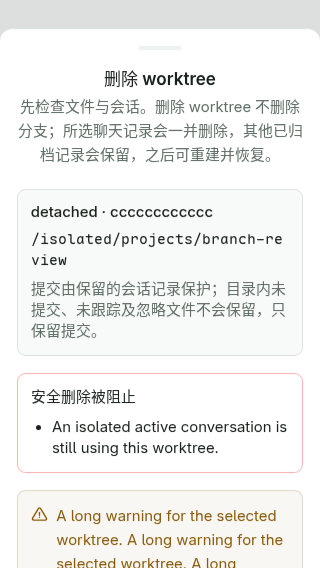 删除 worktree
先检查文件与会话。删除 worktree 不删除
分支；所选聊天记录会一并删除，其他已归
档记录会保留，之后可重建并恢复。
detached · cccccccccccc
/isolated/projects/branch-re
view
提交由保留的会话记录保护；目录内未
提交、未跟踪及忽略文件不会保留，只
保留提交。
安全删除被阻止
• An isolated active conversation is
still using this worktree.
A long warning for the selected
worktree. A long warning for the
selected worktree. A long